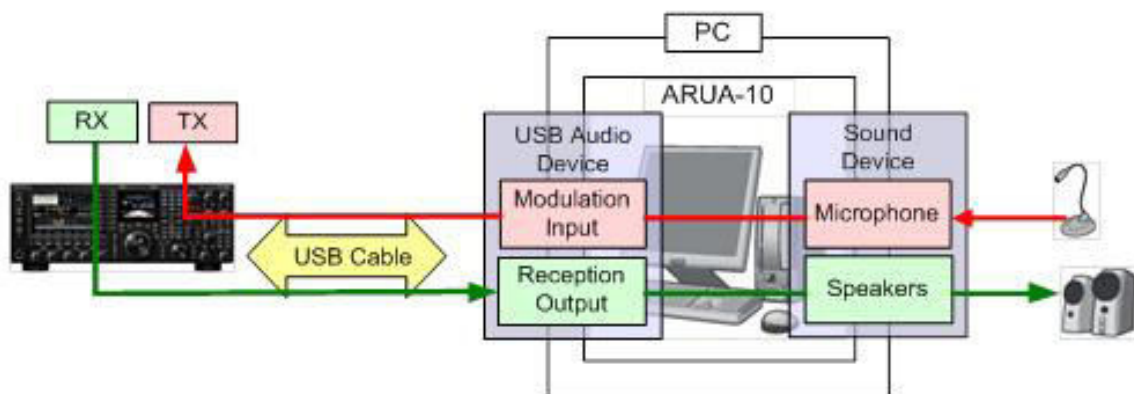 PC
ARUA-10
RX
TX
USB Audio
Device
Sound
Device
Modulation
Input
Microphone
USB Cable
Reception
Output
Speakers